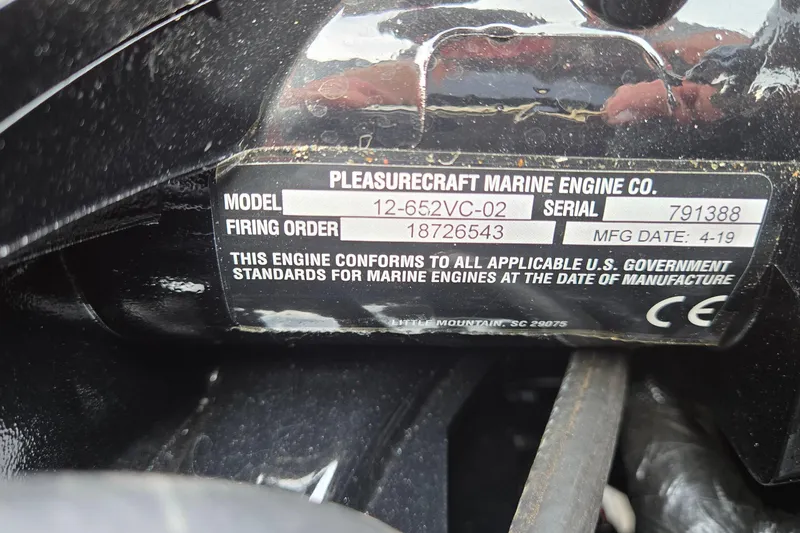 PLEASURECRAFT MARINE ENGINE CO.
MODEL 12-652VC-02 SERIAL 791388
FIRING ORDER 18726543 MFG DATE: 4-19
THIS ENGINE CONFORMS TO ALL APPLICABLE U.S. GOVERNMENT
STANDARDS FOR MARINE ENGINES AT THE DATE OF MANUFACTURE
CE
LITTLE MOUNTAIN, SC 29075